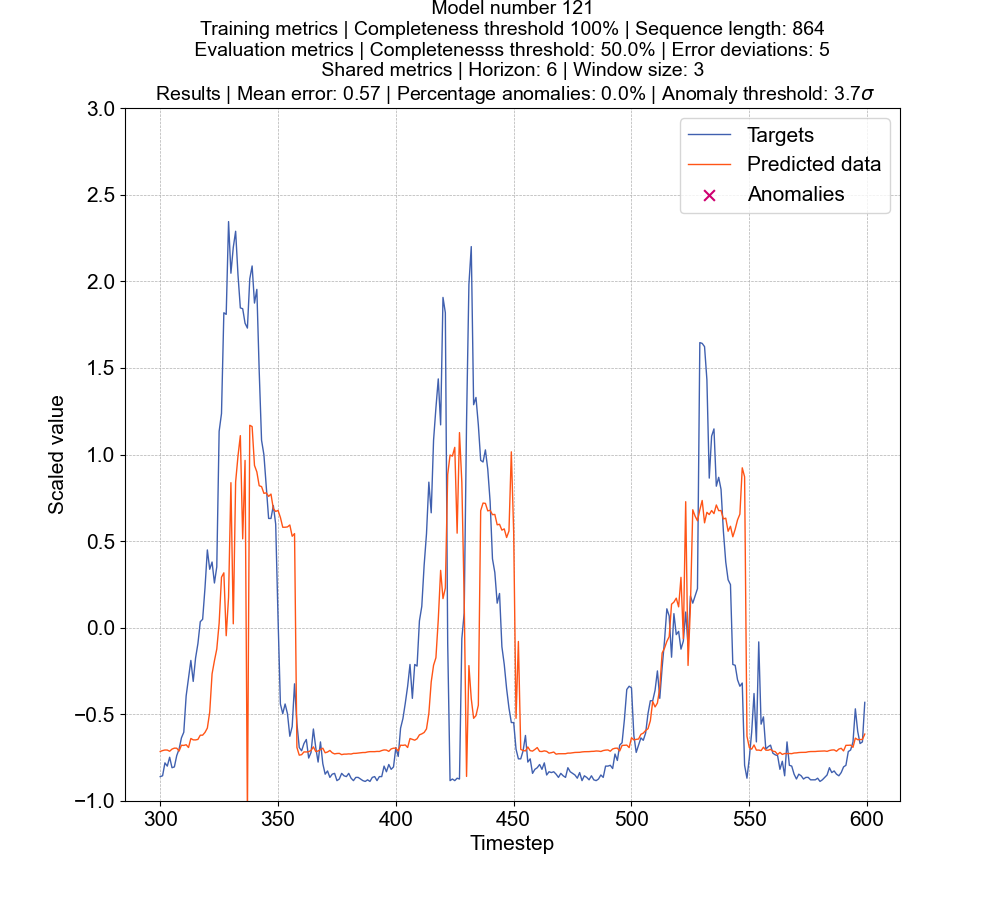 Model number 121
Training metrics | Completeness threshold 100% | Sequence length: 864
Evaluation metrics | Completenesss threshold: 50.0% | Error deviations: 5
Shared metrics | Horizon: 6 | Window size: 3
Results | Mean error: 0.57 | Percentage anomalies: 0.0% | Anomaly threshold: 3.7σ
3.0
2.5
2.0
1.5
1.0
0.5
0.0
−0.5
−1.0
Scaled value
Targets
Predicted data
Anomalies
300 350 400 450 500 550 600
Timestep